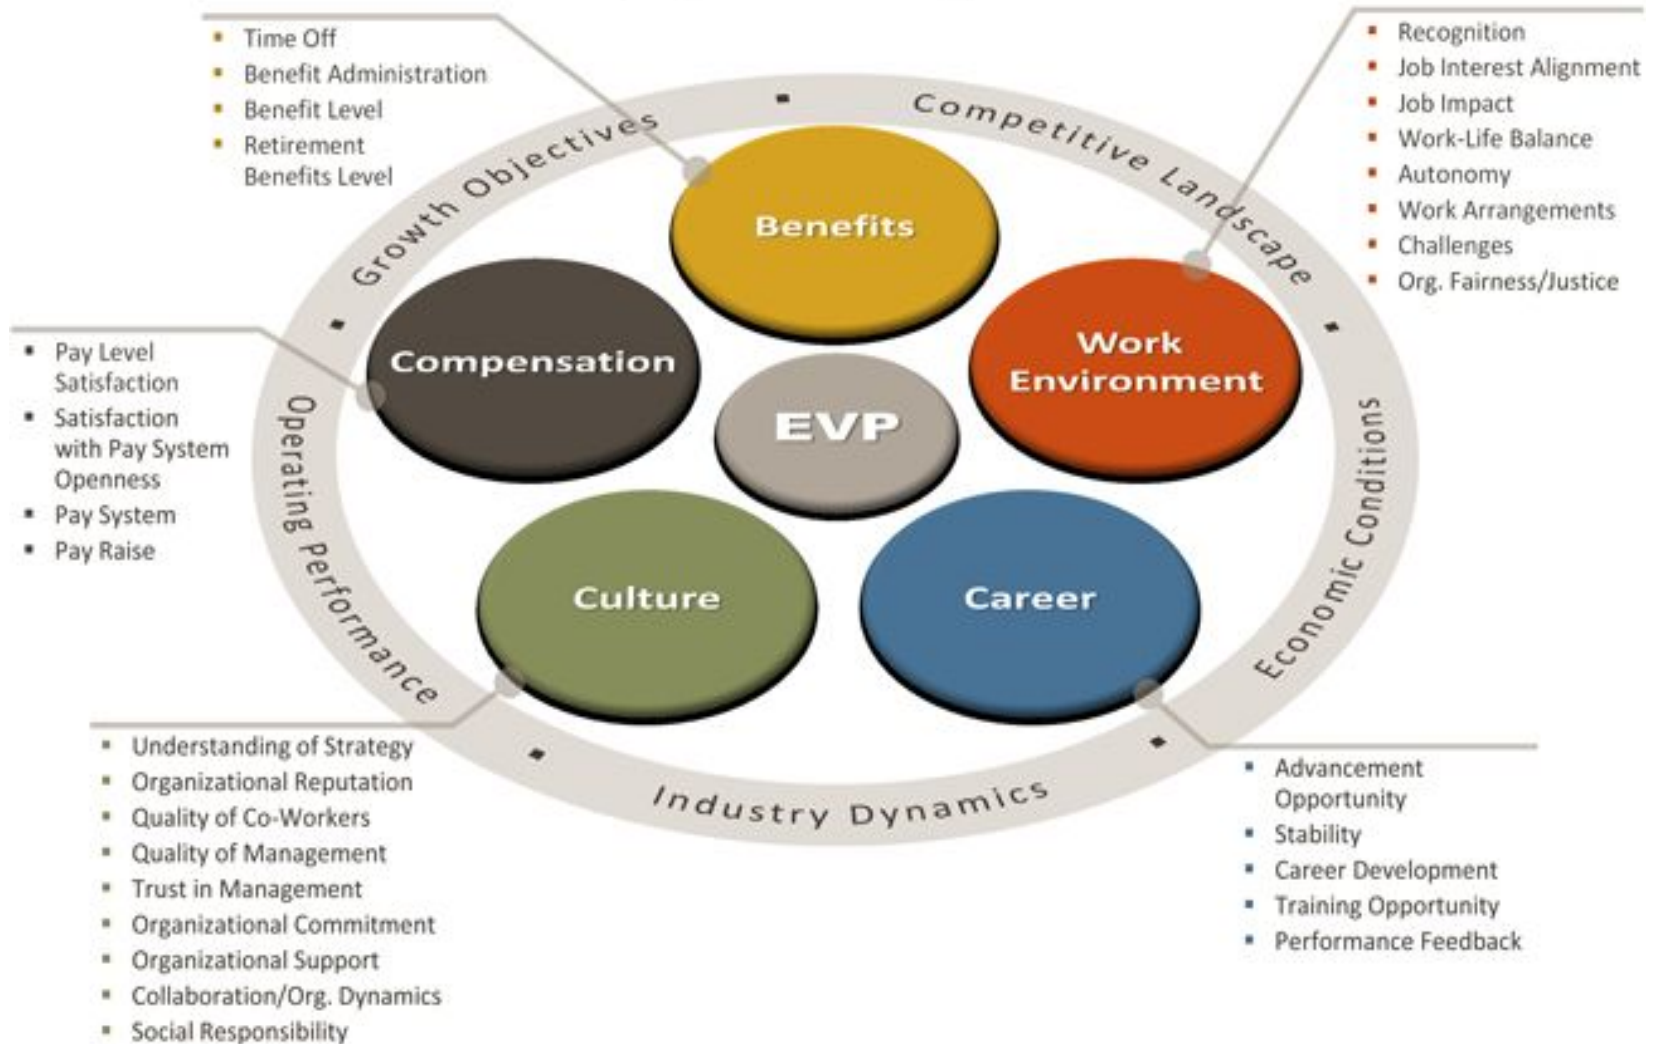 Time Off
Benefit Administration
Benefit Level
Retirement
Benefits Level
Recognition
Job Interest Alignment
Job Impact
Work-Life Balance
Autonomy
Work Arrangements
Challenges
Org. Fairness/Justice
Growth Objectives
Competitive Landscape
Benefits
Compensation
Work
Environment
EVP
Pay Level
Satisfaction
Satisfaction
with Pay System
Openness
Pay System
Pay Raise
Operating Performance
Economic Conditions
Culture
Career
Industry Dynamics
Understanding of Strategy
Organizational Reputation
Quality of Co-Workers
Quality of Management
Trust in Management
Organizational Commitment
Organizational Support
Collaboration/Org. Dynamics
Social Responsibility
Advancement
Opportunity
Stability
Career Development
Training Opportunity
Performance Feedback